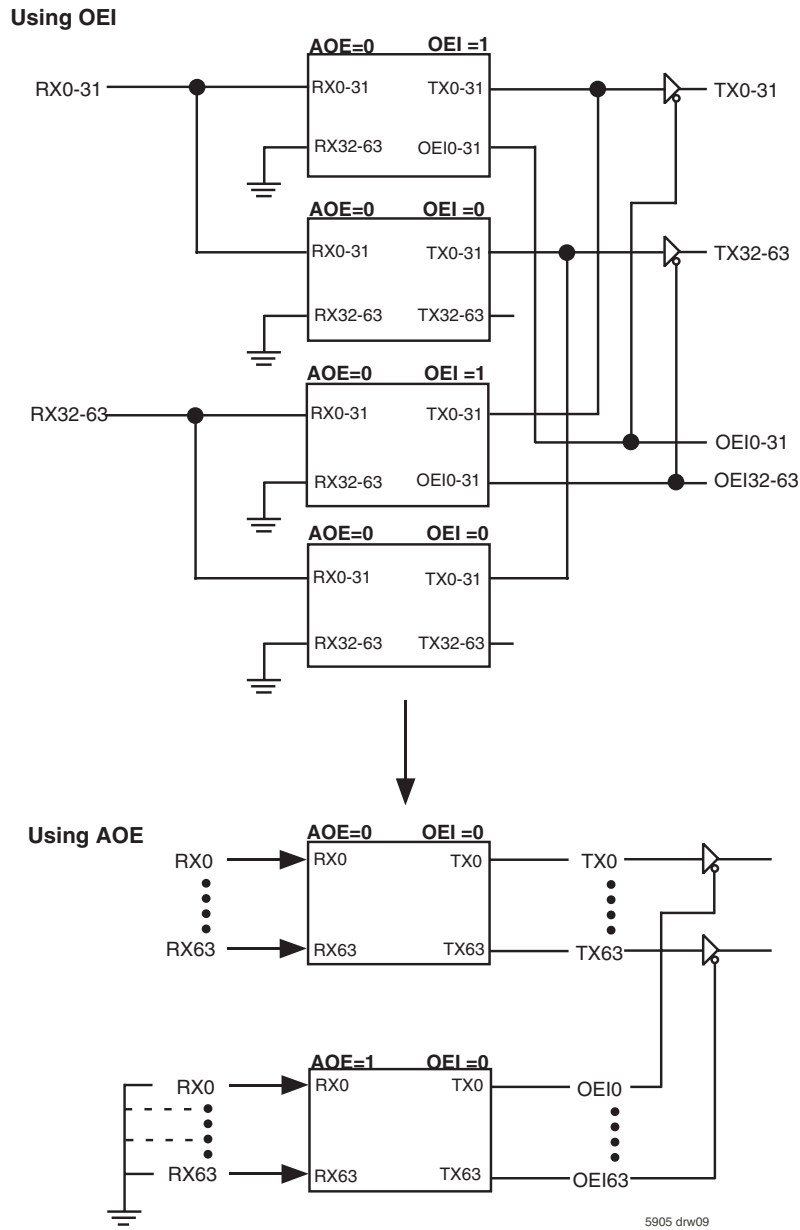 Using OEI
AOE=0 OEI =1
RX0-31 RX0-31 TX0-31 TX0-31
RX32-63 OEI0-31
AOE=0 OEI =0
RX0-31 TX0-31 TX32-63
RX32-63 TX32-63
AOE=0 OEI =1
RX32-63 RX0-31 TX0-31
OEI0-31
RX32-63 OEI0-31 OEI32-63
AOE=0 OEI =0
RX0-31 TX0-31
RX32-63 TX32-63
Using AOE
AOE=0 OEI =0
RX0 RX0 TX0 TX0
RX63 RX63 TX63 TX63
AOE=1 OEI =0
RX0 RX0 TX0 OEI0
RX63 RX63 TX63 OEI63
5905 drw09